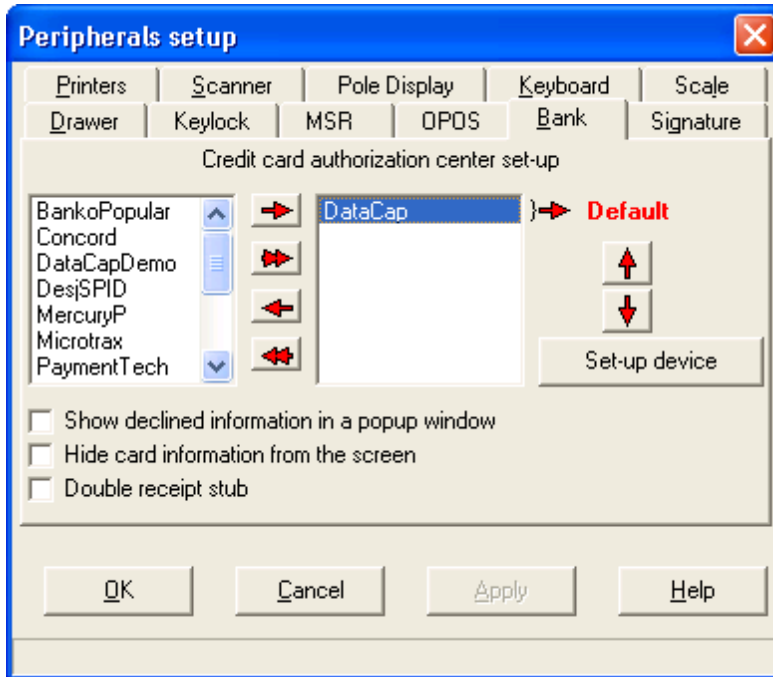 Peripherals setup
Printers Scanner Pole Display Keyboard Scale
Drawer Keylock MSR OPOS Bank Signature
Credit card authorization center set-up
BankoPopular DataCap Default
Concord
DataCapDemo
DesjSPID
MercuryP
Microtrax
PaymentTech Set-up device
Show declined information in a popup window
Hide card information from the screen
Double receipt stub
OK Cancel Apply Help